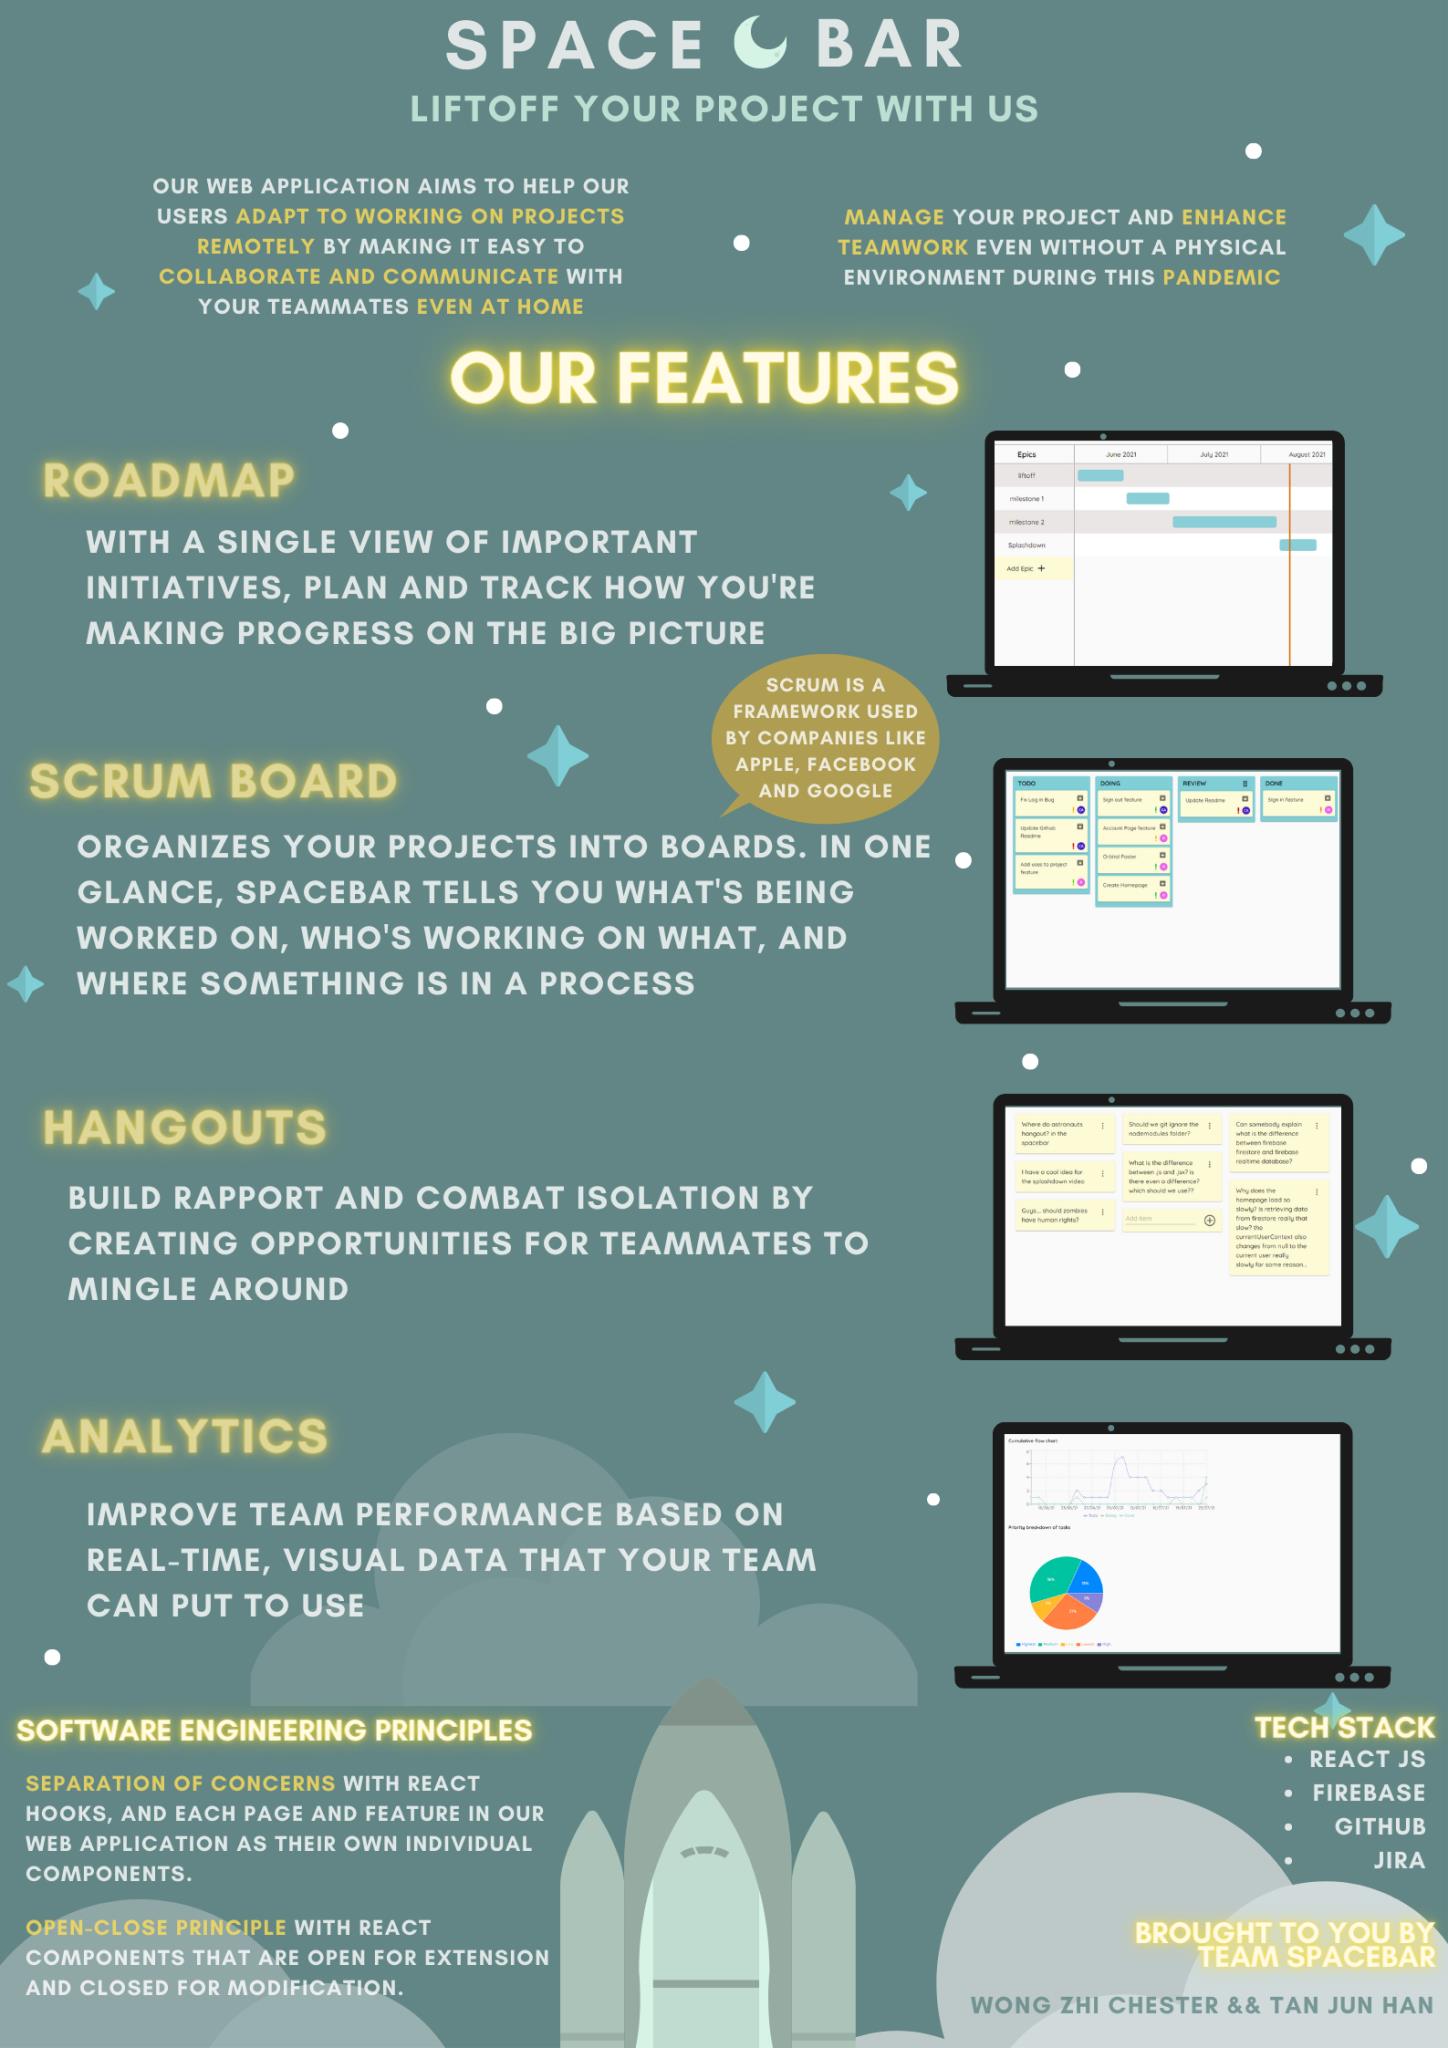 SPACE BAR
LIFTOFF YOUR PROJECT WITH US
OUR WEB APPLICATION AIMS TO HELP OUR
USERS ADAPT TO WORKING ON PROJECTS
REMOTELY BY MAKING IT EASY TO
COLLABORATE AND COMMUNICATE WITH
YOUR TEAMMATES EVEN AT HOME
MANAGE YOUR PROJECT AND ENHANCE
TEAMWORK EVEN WITHOUT A PHYSICAL
ENVIRONMENT DURING THIS PANDEMIC
OUR FEATURES
ROADMAP
WITH A SINGLE VIEW OF IMPORTANT
INITIATIVES, PLAN AND TRACK HOW YOU'RE
MAKING PROGRESS ON THE BIG PICTURE
Epics June 2021 July 2021 August 2021
liftoff
milestone 1
milestone 2
Splashdown
Add Epic +
SCRUM IS A
FRAMEWORK USED
BY COMPANIES LIKE
APPLE, FACEBOOK
AND GOOGLE
SCRUM BOARD
ORGANIZES YOUR PROJECTS INTO BOARDS. IN ONE
GLANCE, SPACEBAR TELLS YOU WHAT'S BEING
WORKED ON, WHO'S WORKING ON WHAT, AND
WHERE SOMETHING IS IN A PROCESS
TODO
Fix Log in Bug
Update Github
Readme
Add user to project
feature
DOING
Sign out feature
Account Page feature
Orbital Poster
Create Homepage
REVIEW
Update Readme
DONE
Sign in feature
HANGOUTS
BUILD RAPPORT AND COMBAT ISOLATION BY
CREATING OPPORTUNITIES FOR TEAMMATES TO
MINGLE AROUND
Where do astronauts
hangout? in the
spacebar
I have a cool idea for
the splashdown video
Guys... should zombies
have human rights?
Should we git ignore the
nodemodules folder?
What is the difference
between .js and .jsx? is
there even a difference?
which should we use??
Add item
Can somebody explain
what is the difference
between firebase
firestore and firebase
realtime database?
Why does the
homepage load so
slowly? Is retrieving data
from firestore really that
slow? the
currentUserContext also
changes from null to the
current user really
slowly for some reason...
ANALYTICS
IMPROVE TEAM PERFORMANCE BASED ON
REAL-TIME, VISUAL DATA THAT YOUR TEAM
CAN PUT TO USE
Cumulative flow chart
Priority breakdown of tasks
SOFTWARE ENGINEERING PRINCIPLES
SEPARATION OF CONCERNS WITH REACT
HOOKS, AND EACH PAGE AND FEATURE IN OUR
WEB APPLICATION AS THEIR OWN INDIVIDUAL
COMPONENTS.
OPEN-CLOSE PRINCIPLE WITH REACT
COMPONENTS THAT ARE OPEN FOR EXTENSION
AND CLOSED FOR MODIFICATION.
TECH STACK
• REACT JS
• FIREBASE
• GITHUB
• JIRA
BROUGHT TO YOU BY
TEAM SPACEBAR
WONG ZHI CHESTER && TAN JUN HAN